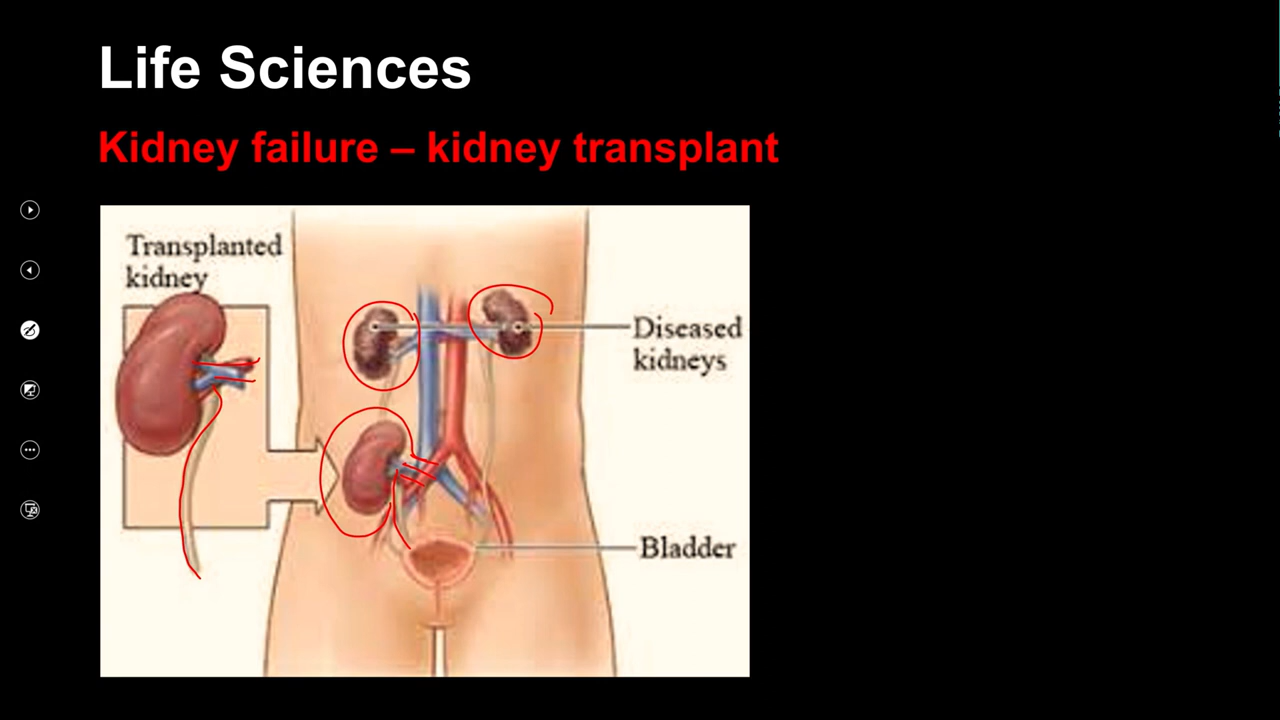 Life Sciences
Kidney failure – kidney transplant
Transplanted
kidney
Diseased
kidneys
Bladder